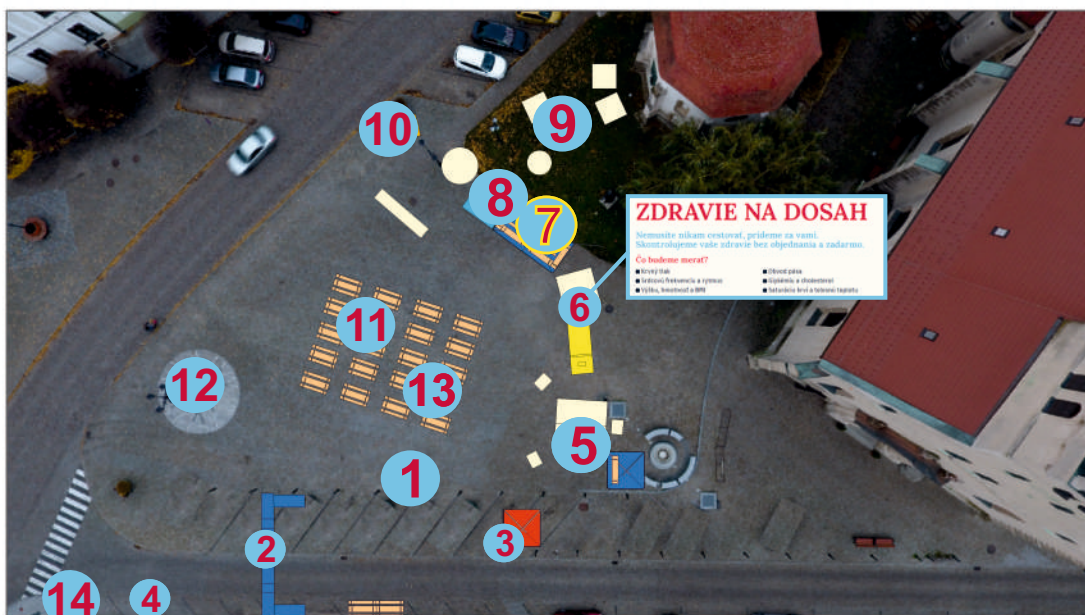 10
9
8
7
ZDRAVIE NA DOSAH
Nemusíte nikam cestovať, prídeme za vami.
Skontrolujeme vaše zdravie bez objednania a zadarmo.
Čo budeme merať?
Krvný tlak
Srdcovú frekvenciu a rytmus
Výšku, hmotnosť a BMI
Obvod pása
Glykémiu a cholesterol
Saturáciu krvi a telesnú teplotu
6
11
12
13
5
1
2
3
14
4